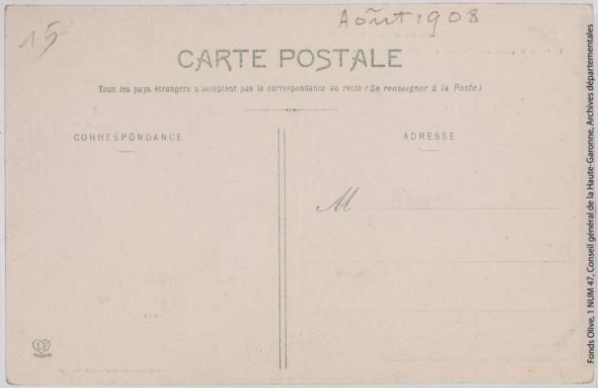 15
Août 1908
CARTE POSTALE
Tous les pays étrangers n'acceptent pas la correspondance au recto (Se renseigner à la Poste)
CORRESPONDANCE
ADRESSE
M
Fonds Olive, 1 NUM 47, Conseil général de la Haute-Garonne, Archives départementales